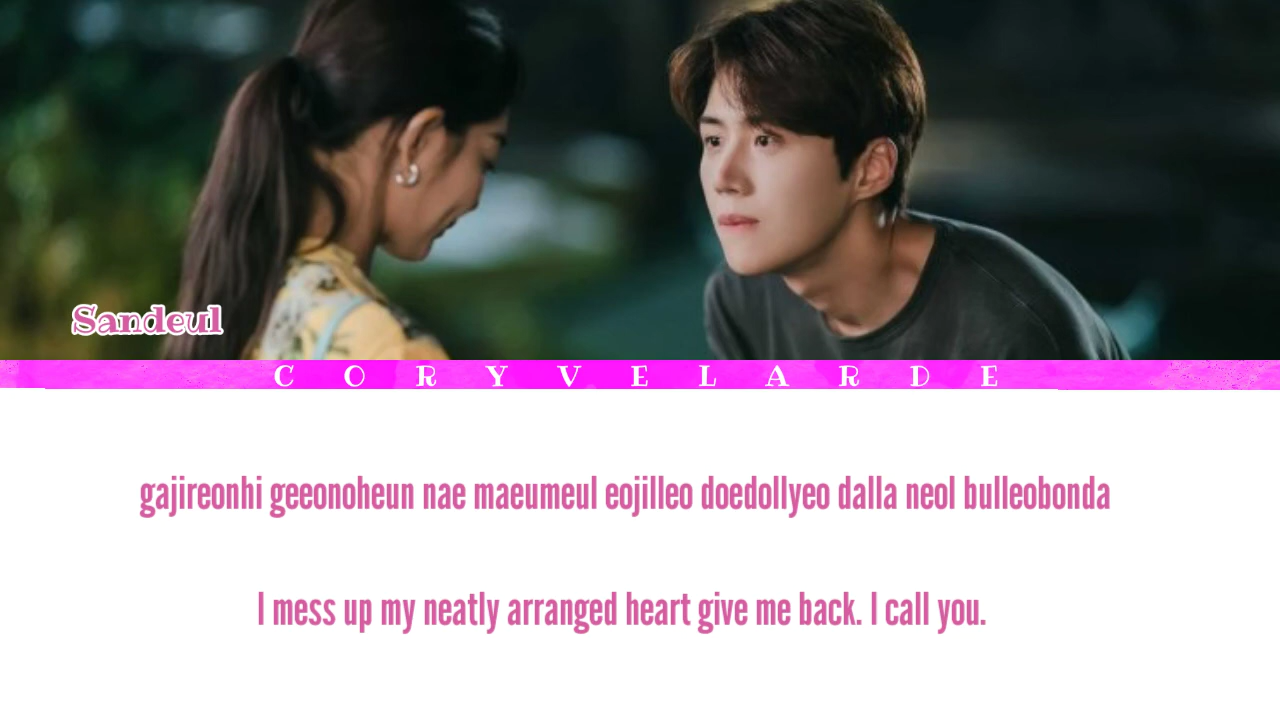 Sandeul
CORYVELARDE
gajireonhi geeonoheun nae maeumeul eojilleo doedollyeo dalla neol bulleobonda
I mess up my neatly arranged heart give me back. I call you.